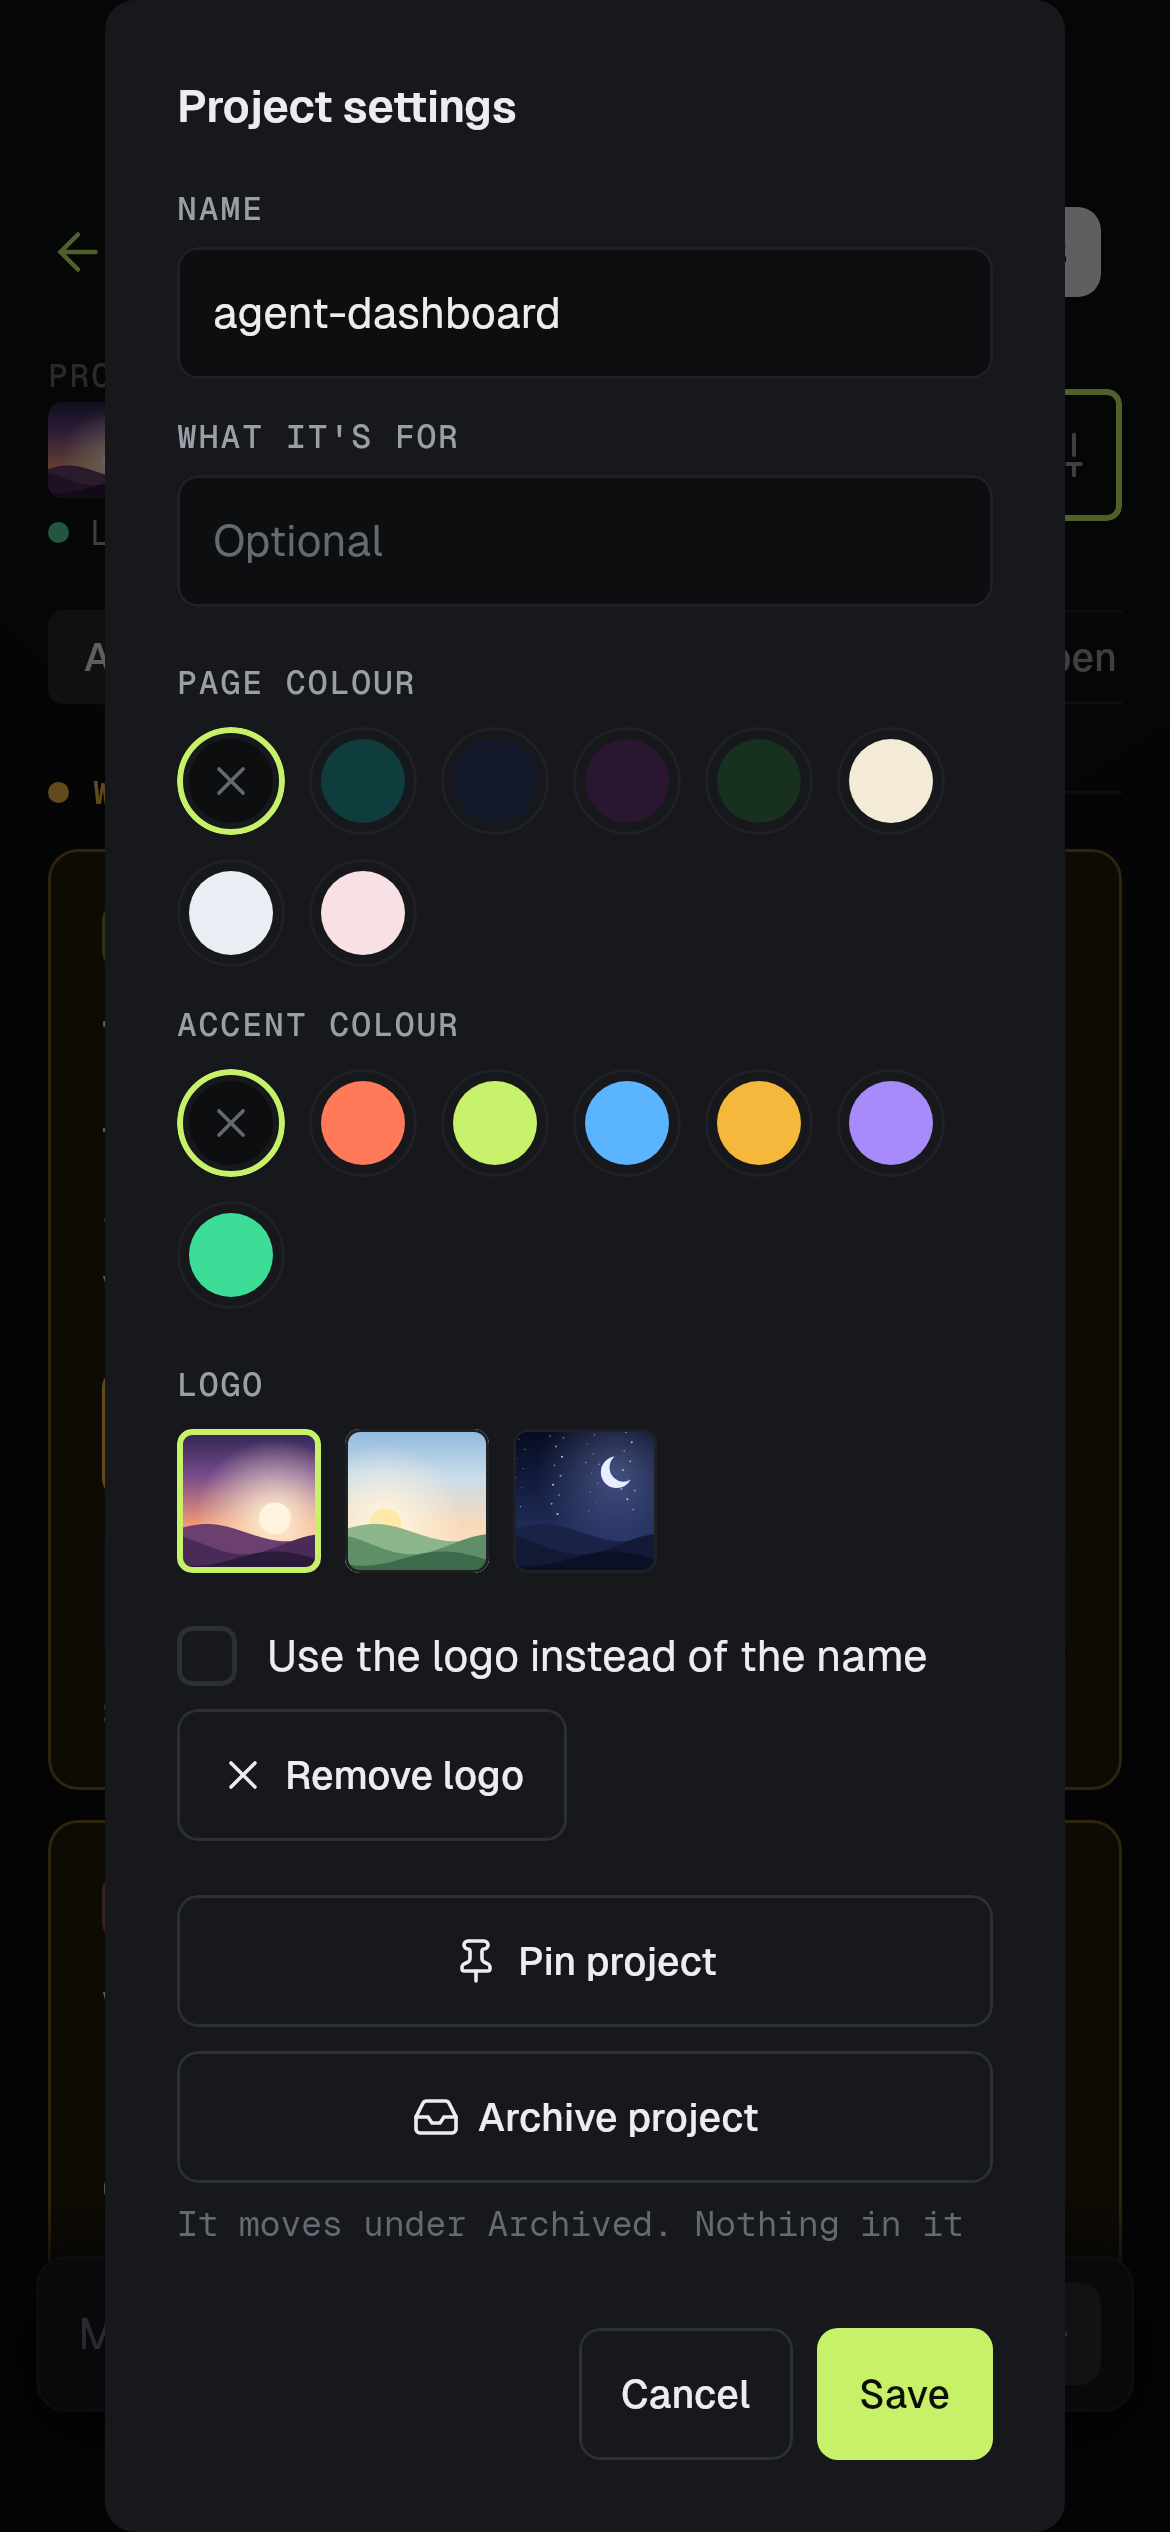 Project settings
NAME
agent-dashboard
WHAT IT'S FOR
Optional
PAGE COLOUR
ACCENT COLOUR
LOGO
Use the logo instead of the name
Remove logo
Pin project
Archive project
It moves under Archived. Nothing in it
Cancel
Save